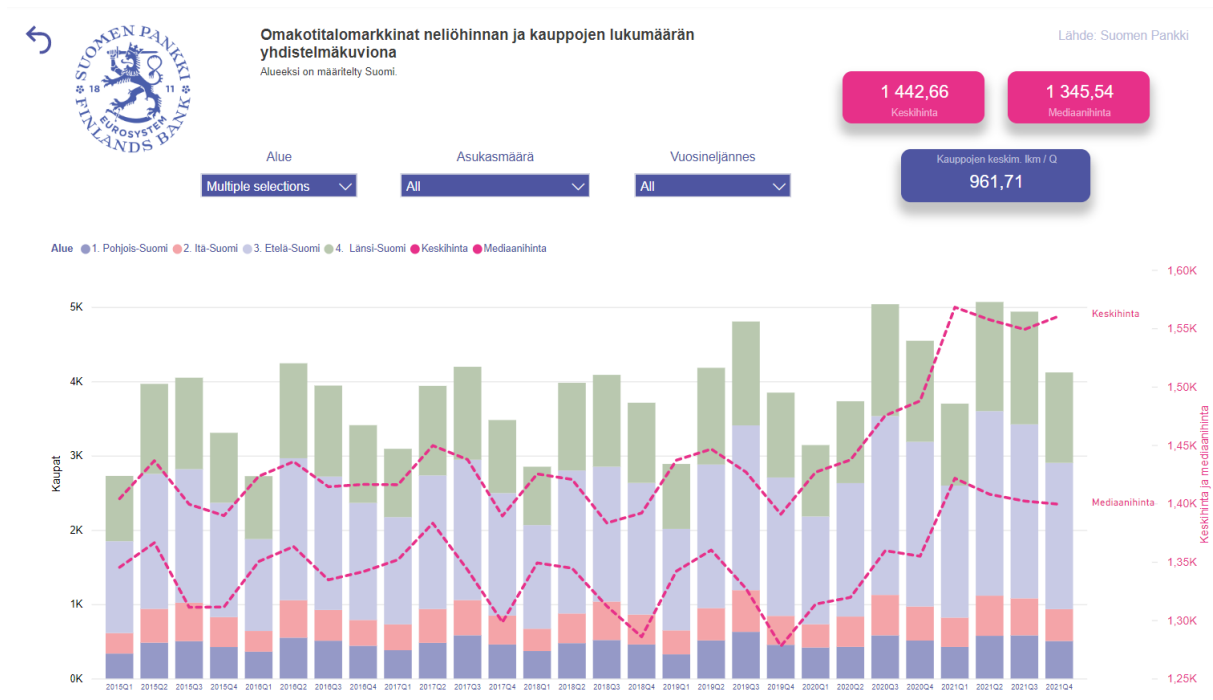 Omakotitalomarkkinat neliöhinnan ja kauppojen lukumäärän
yhdistelmäkuviona
Alueeksi on määritelty Suomi.
Lähde: Suomen Pankki
SUOMEN PANKKI
18 11
EUROSYSTEM
FINLANDS BANK
1 442,66
Keskihinta
1 345,54
Mediaanihinta
Kauppojen keskim. lkm / Q
961,71
Alue
Asukasmäärä
Vuosineljännes
Multiple selections
All
All
Alue 1. Pohjois-Suomi 2. Itä-Suomi 3. Etelä-Suomi 4. Länsi-Suomi Keskihinta Mediaanihinta
Kaupat
5K
4K
3K
2K
1K
0K
1,60K
1,55K
1,50K
1,45K
1,40K
1,35K
1,30K
1,25K
Keskihinta
Mediaanihinta
Keskihinta ja mediaanihinta
2015Q1 2015Q2 2015Q3 2015Q4 2016Q1 2016Q2 2016Q3 2016Q4 2017Q1 2017Q2 2017Q3 2017Q4 2018Q1 2018Q2 2018Q3 2018Q4 2019Q1 2019Q2 2019Q3 2019Q4 2020Q1 2020Q2 2020Q3 2020Q4 2021Q1 2021Q2 2021Q3 2021Q4